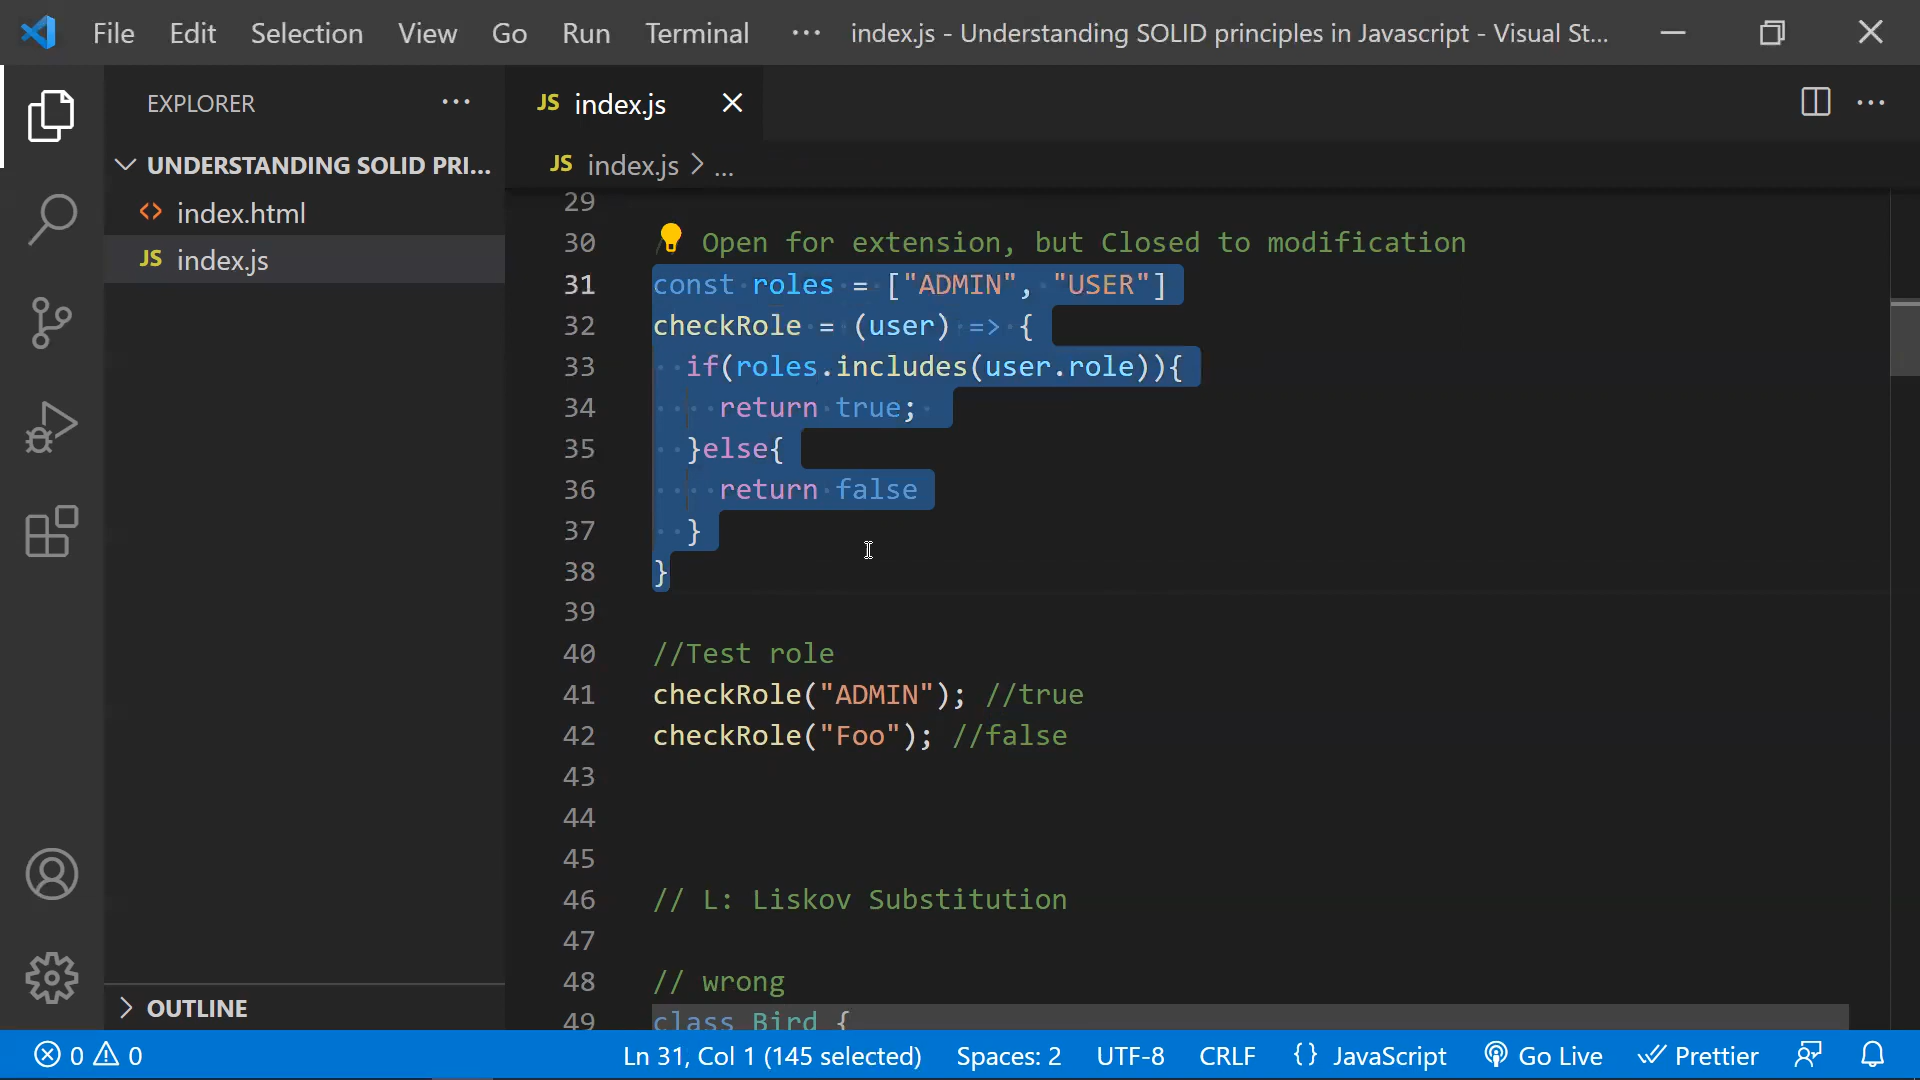 File Edit Selection View Go Run Terminal ··· index.js - Understanding SOLID principles in Javascript - Visual St...
EXPLORER ···
JS index.js
UNDERSTANDING SOLID PRI...
<> index.html
JS index.js
JS index.js > ...
29
30 Open for extension, but Closed to modification
31 const roles = ["ADMIN", "USER"]
32 checkRole = (user) => {
33 if(roles.includes(user.role)){
34 return true;
35 }else{
36 return false
37 }
38 }
39
40 //Test role
41 checkRole("ADMIN"); //true
42 checkRole("Foo"); //false
43
44
45
46 // L: Liskov Substitution
47
48 // wrong
49 class Bird {
OUTLINE
0 0 Ln 31, Col 1 (145 selected) Spaces: 2 UTF-8 CRLF {} JavaScript Go Live Prettier